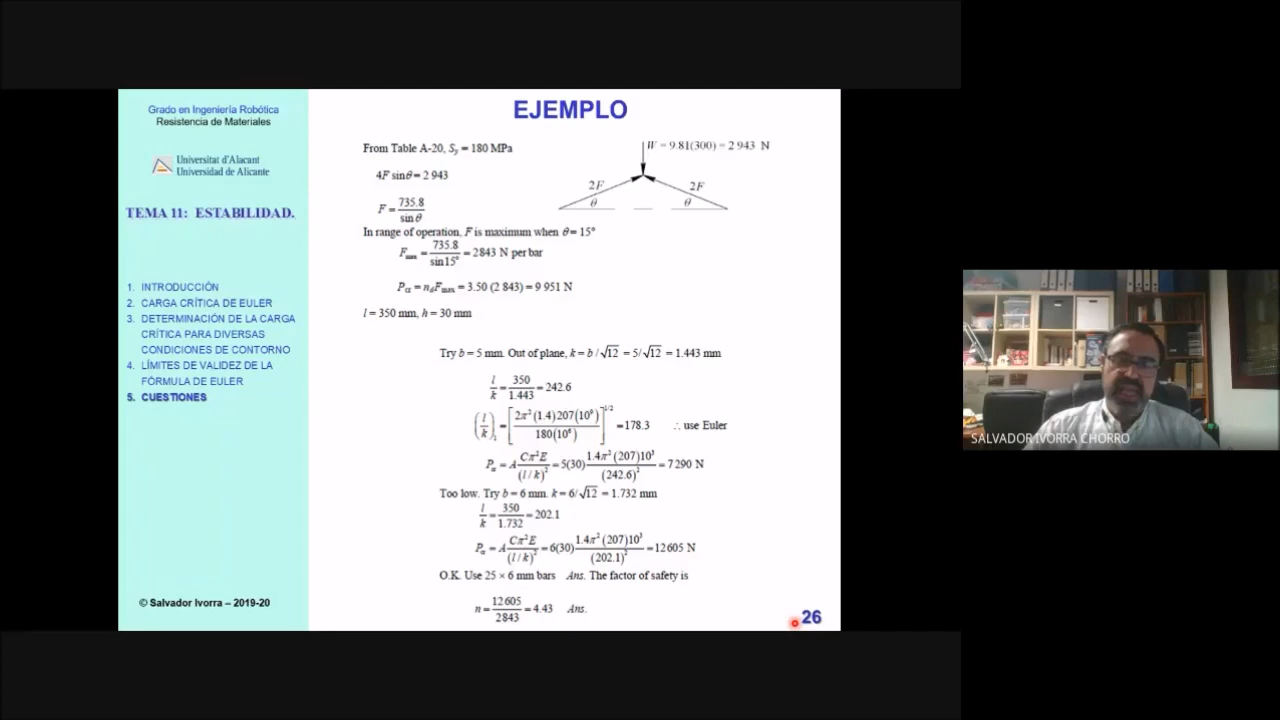 Grado en Ingeniería Robótica
Resistencia de Materiales
Universitat d'Alacant
Universidad de Alicante
TEMA 11: ESTABILIDAD.
1. INTRODUCCIÓN
2. CARGA CRÍTICA DE EULER
3. DETERMINACIÓN DE LA CARGA
CRÍTICA PARA DIVERSAS
CONDICIONES DE CONTORNO
4. LÍMITES DE VALIDEZ DE LA
FÓRMULA DE EULER
5. CUESTIONES
© Salvador Ivorra – 2019-20
EJEMPLO
From Table A-20, S_y = 180 MPa
W = 9.81(300) = 2 943 N
4F sinθ = 2 943
2F 2F
θ θ
F = 735.8 / sin θ
In range of operation, F is maximum when θ = 15°
F_max = 735.8 / sin15° = 2843 N per bar
P_cr = n_d F_max = 3.50 (2 843) = 9 951 N
l = 350 mm, h = 30 mm
Try b = 5 mm. Out of plane, k = b / √12 = 5/√12 = 1.443 mm
l/k = 350 / 1.443 = 242.6
(l/k)_1 = [2π² (1.4)207(10⁹) / 180(10⁶)]^1/2 = 178.3 ∴ use Euler
P_cr = A Cπ²E / (l / k)² = 5(30) 1.4π² (207)10³ / (242.6)² = 7 290 N
Too low. Try b = 6 mm. k = 6/√12 = 1.732 mm
l/k = 350 / 1.732 = 202.1
P_cr = A Cπ²E / (l / k)² = 6(30) 1.4π² (207)10³ / (202.1)² = 12 605 N
O.K. Use 25 × 6 mm bars Ans. The factor of safety is
n = 12 605 / 2843 = 4.43 Ans.
26
SALVADOR IVORRA CHORRO